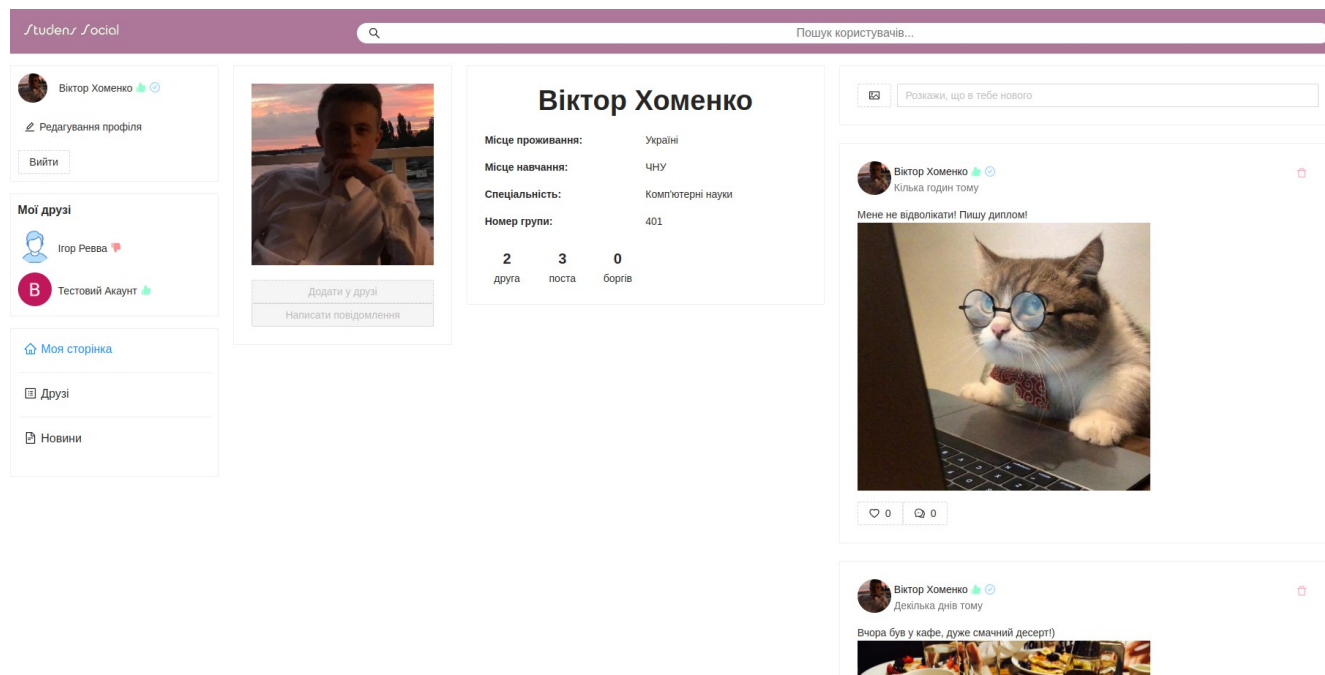 Studens Social
Пошук користувачів...
Віктор Хоменко
Редагування профіля
Вийти
Мої друзі
Ігор Ревва
B
Тестовий Акаунт
Моя сторінка
Друзі
Новини
Додати у друзі
Написати повідомлення
Віктор Хоменко
Місце проживання: Україні
Місце навчання: ЧНУ
Спеціальність: Комп'ютерні науки
Номер групи: 401
2 3 0
друга поста боргів
Розкажи, що в тебе нового
Віктор Хоменко
Кілька годин тому
Мене не відволікати! Пишу диплом!
0 0
Віктор Хоменко
Декілька днів тому
Вчора був у кафе, дуже смачний десерт!)